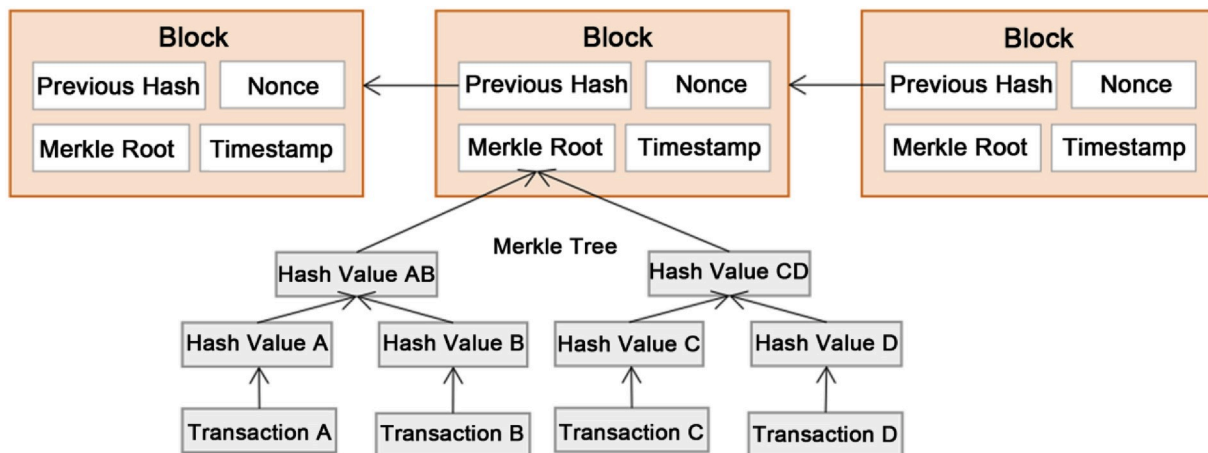 Block
Block
Block
Previous Hash Nonce
Previous Hash Nonce
Previous Hash Nonce
Merkle Root Timestamp
Merkle Root Timestamp
Merkle Root Timestamp
Merkle Tree
Hash Value AB
Hash Value CD
Hash Value A
Hash Value B
Hash Value C
Hash Value D
Transaction A
Transaction B
Transaction C
Transaction D